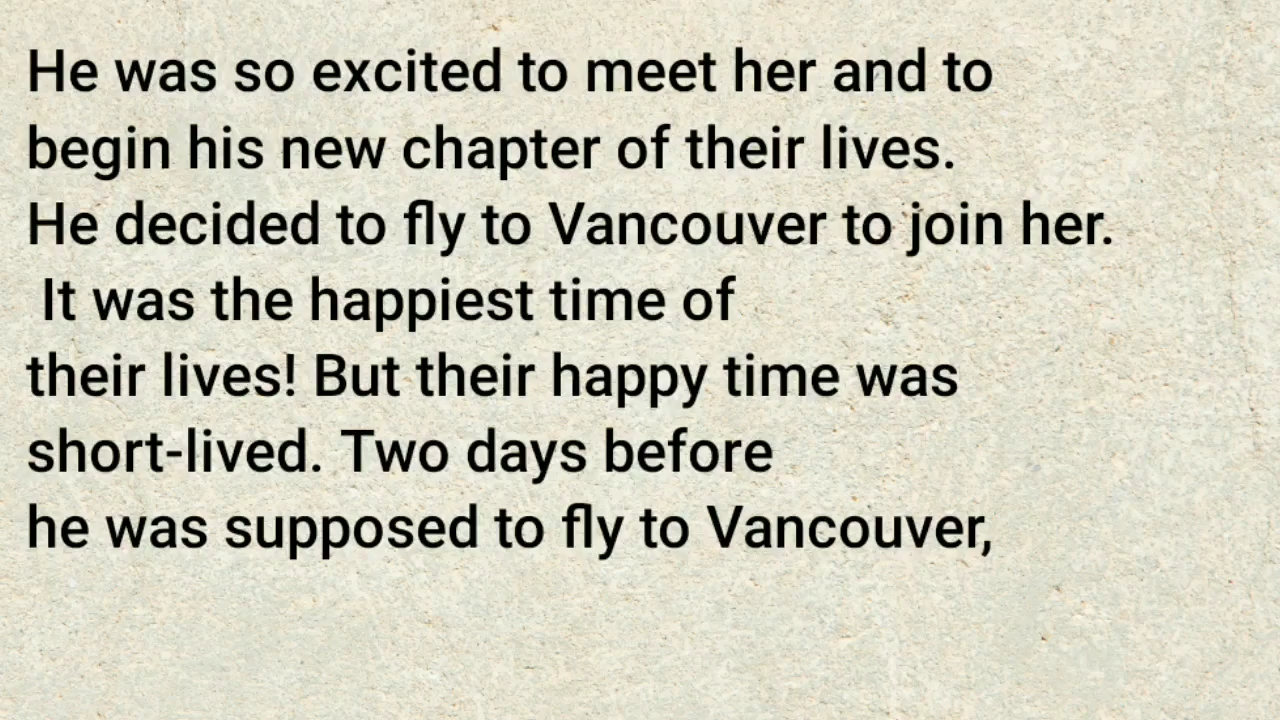 He was so excited to meet her and to
begin his new chapter of their lives.
He decided to fly to Vancouver to join her.
It was the happiest time of
their lives! But their happy time was
short-lived. Two days before
he was supposed to fly to Vancouver,